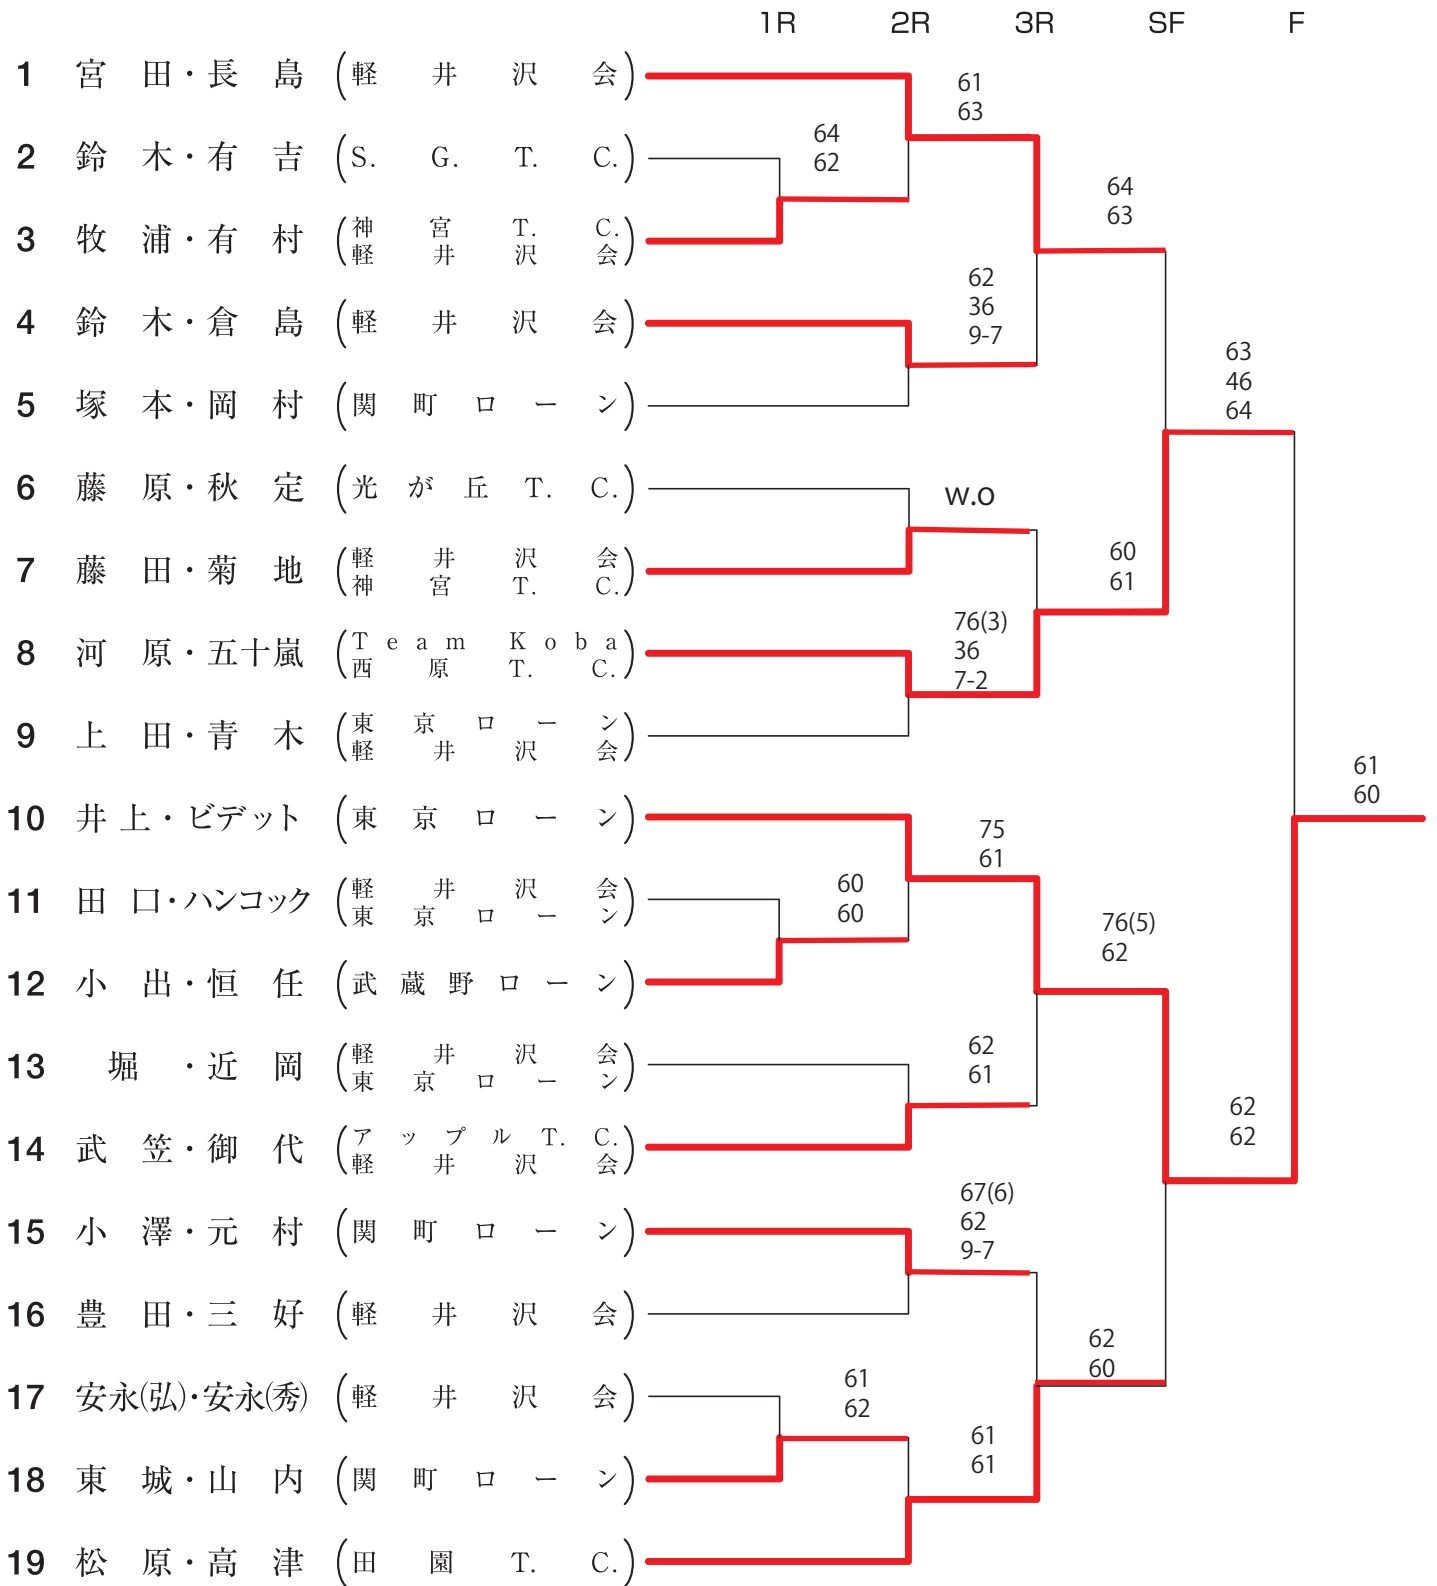 1R 2R 3R SF F
1 宮田・長島 (軽井沢会)
2 鈴木・有吉 (S. G. T. C.)
3 牧浦・有村 (神宮T. C. 軽井沢会)
4 鈴木・倉島 (軽井沢会)
5 塚本・岡村 (関町ローン)
6 藤原・秋定 (光が丘T. C.)
7 藤田・菊地 (軽井沢会 神宮T. C.)
8 河原・五十嵐 (Team Koba 西原T. C.)
9 上田・青木 (東京ローン 軽井沢会)
10 井上・ビデット (東京ローン)
11 田口・ハンコック (軽井沢会 東京ローン)
12 小出・恒任 (武蔵野ローン)
13 堀・近岡 (軽井沢会 東京ローン)
14 武笠・御代 (アップルT. C. 軽井沢会)
15 小澤・元村 (関町ローン)
16 豊田・三好 (軽井沢会)
17 安永(弘)・安永(秀) (軽井沢会)
18 東城・山内 (関町ローン)
19 松原・高津 (田園T. C.)
64
62
60
60
61
62
61
63
62
36
9-7
w.o
76(3)
36
7-2
75
61
62
61
67(6)
62
9-7
61
61
64
63
60
61
76(5)
62
62
60
63
46
64
62
62
61
60